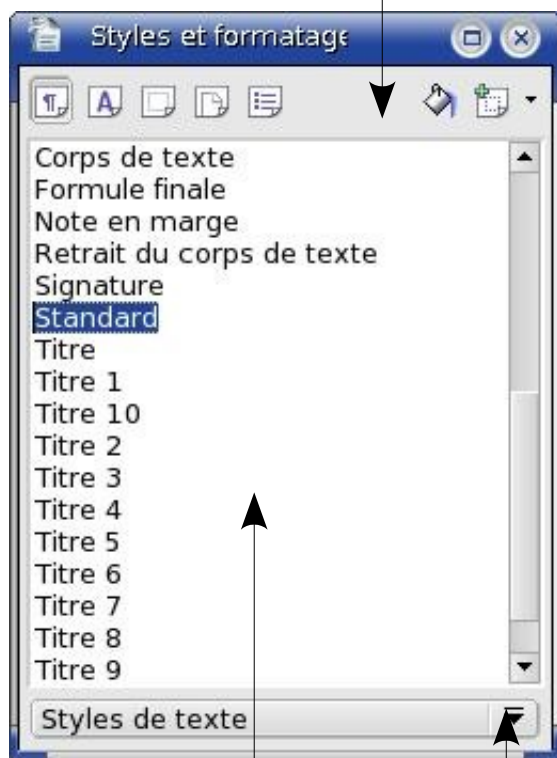 Styles et formatage
Corps de texte
Formule finale
Note en marge
Retrait du corps de texte
Signature
Standard
Titre
Titre 1
Titre 10
Titre 2
Titre 3
Titre 4
Titre 5
Titre 6
Titre 7
Titre 8
Titre 9
Styles de texte